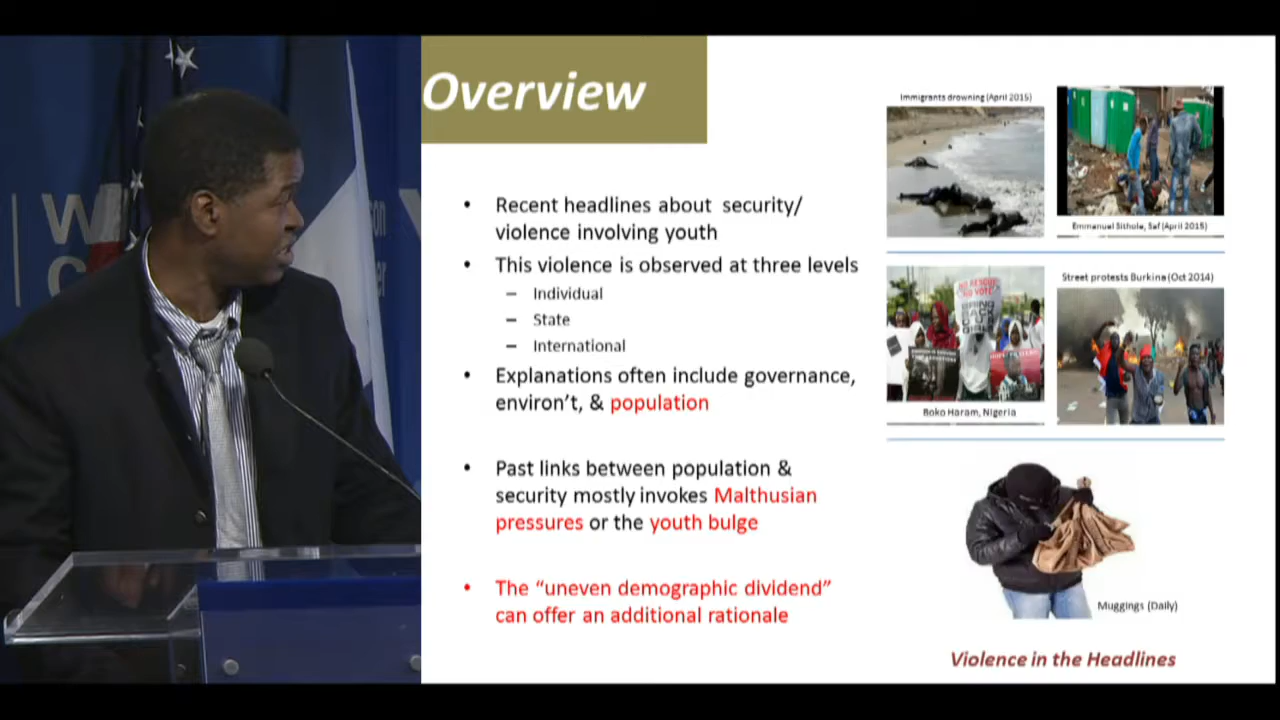 Overview
Recent headlines about security/
violence involving youth
This violence is observed at three levels
Individual
State
International
Explanations often include governance,
environ't, & population
Past links between population &
security mostly invokes Malthusian
pressures or the youth bulge
The “uneven demographic dividend”
can offer an additional rationale
Immigrants drowning (April 2015)
Emmanuel Sithole, Saf (April 2015)
Boko Haram, Nigeria
Street protests Burkina (Oct 2014)
Muggings (Daily)
Violence in the Headlines